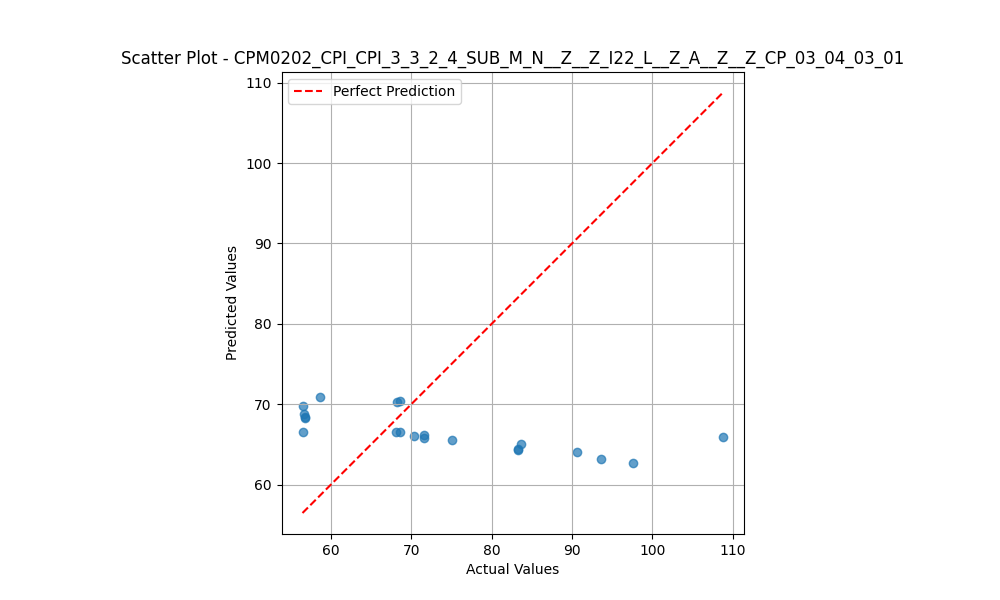 Scatter Plot - CPM0202_CPI_CPI_3_3_2_4_SUB_M_N__Z__Z_I22_L__Z_A__Z__Z_CP_03_04_03_01
Perfect Prediction
110
100
90
80
70
60
Predicted Values
60 70 80 90 100 110
Actual Values